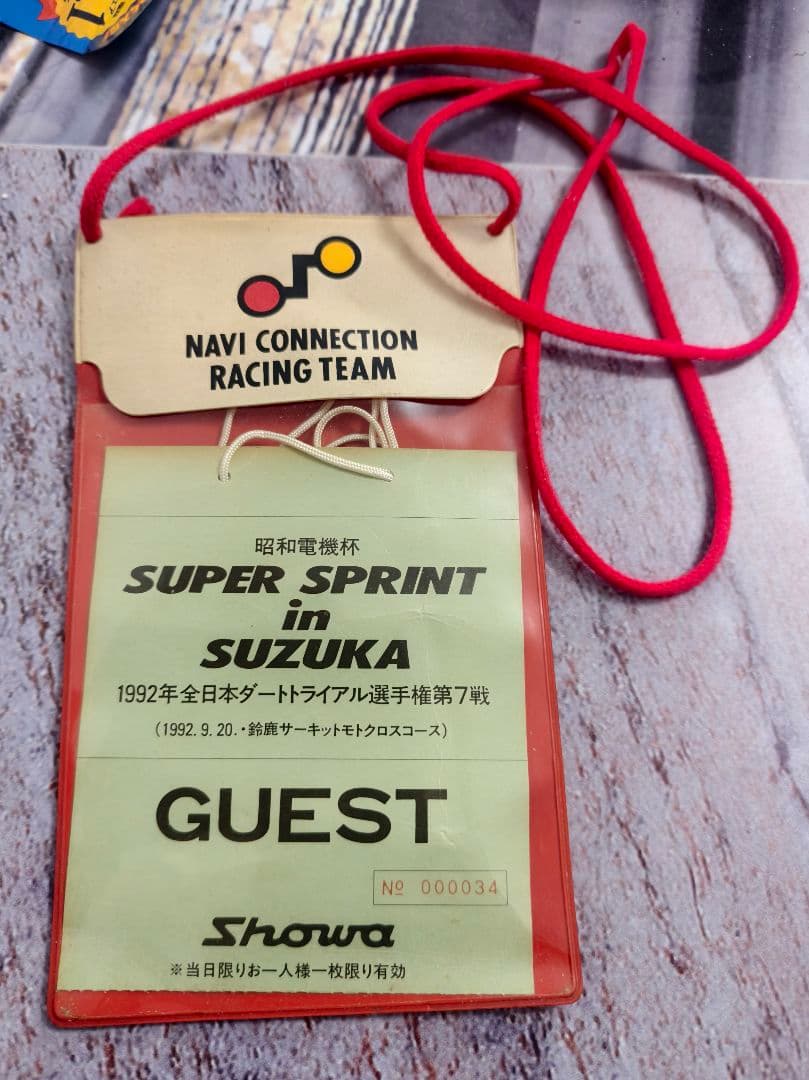 NAVI CONNECTION
RACING TEAM
昭和電機杯
SUPER SPRINT
in
SUZUKA
1992年全日本ダートトライアル選手権第7戦
(1992. 9. 20.・鈴鹿サーキットモトクロスコース)
GUEST
№ 000034
Showa
※当日限りお一人様一枚限り有効